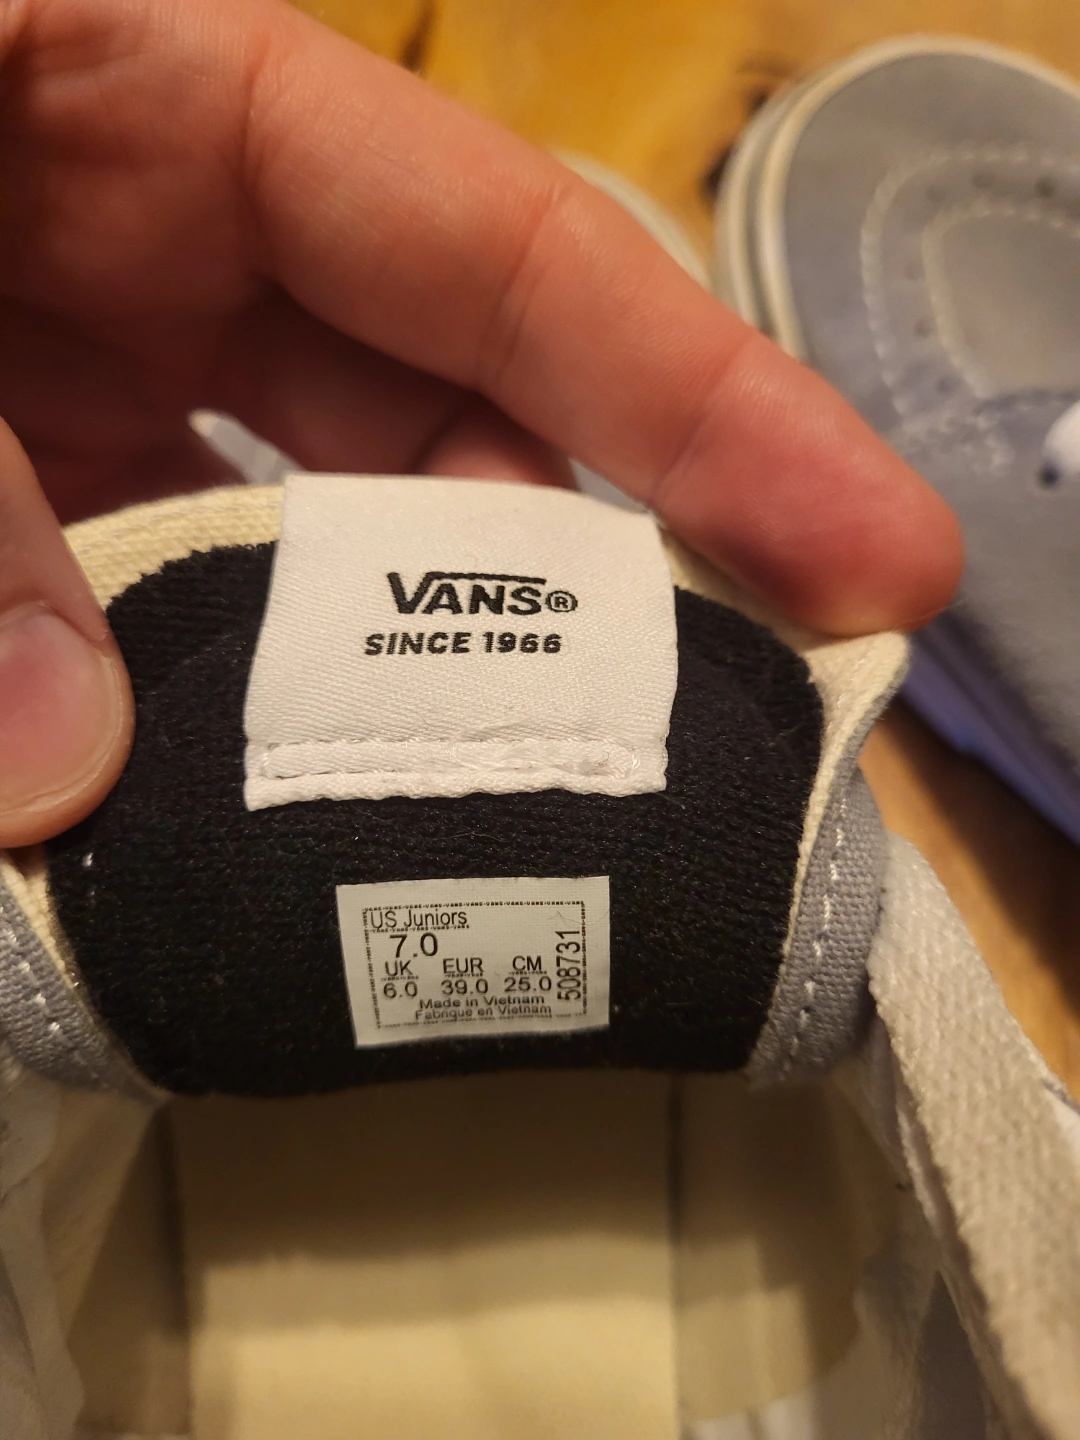 VANS®
SINCE 1966
US Juniors
7.0
UK EUR CM
6.0 39.0 25.0
Made in Vietnam
Fabrique en Vietnam
508731